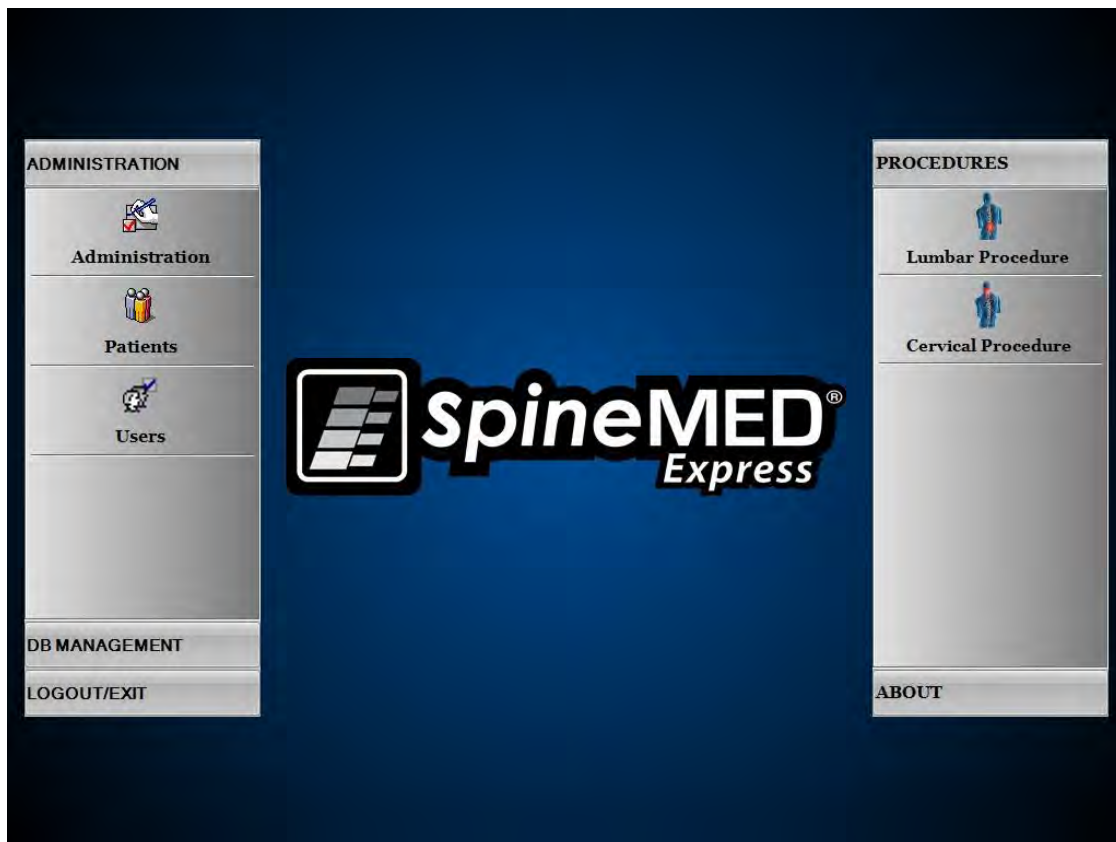 ADMINISTRATION
Administration
Patients
Users
DB MANAGEMENT
LOGOUT/EXIT
SpineMED®
Express
PROCEDURES
Lumbar Procedure
Cervical Procedure
ABOUT